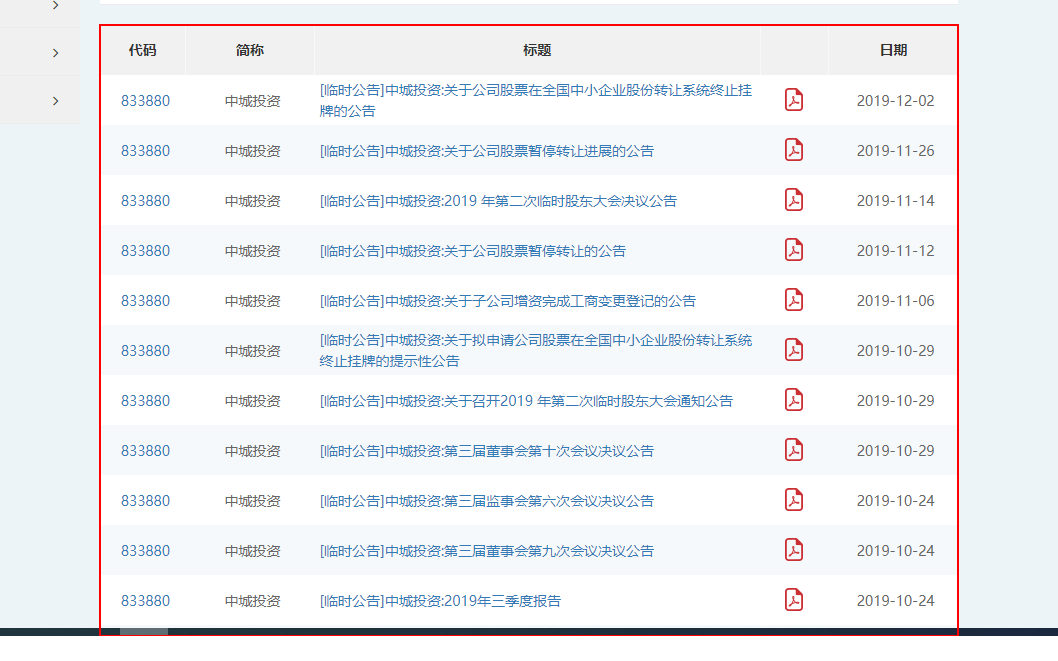 代码 简称 标题 日期
833880 中城投资 [临时公告]中城投资:关于公司股票在全国中小企业股份转让系统终止挂 2019-12-02
牌的公告
833880 中城投资 [临时公告]中城投资:关于公司股票暂停转让进展的公告 2019-11-26
833880 中城投资 [临时公告]中城投资:2019 年第二次临时股东大会决议公告 2019-11-14
833880 中城投资 [临时公告]中城投资:关于公司股票暂停转让的公告 2019-11-12
833880 中城投资 [临时公告]中城投资:关于子公司增资完成工商变更登记的公告 2019-11-06
833880 中城投资 [临时公告]中城投资:关于拟申请公司股票在全国中小企业股份转让系统 2019-10-29
终止挂牌的提示性公告
833880 中城投资 [临时公告]中城投资:关于召开2019 年第二次临时股东大会通知公告 2019-10-29
833880 中城投资 [临时公告]中城投资:第三届董事会第十次会议决议公告 2019-10-29
833880 中城投资 [临时公告]中城投资:第三届监事会第六次会议决议公告 2019-10-24
833880 中城投资 [临时公告]中城投资:第三届董事会第九次会议决议公告 2019-10-24
833880 中城投资 [临时公告]中城投资:2019年三季度报告 2019-10-24